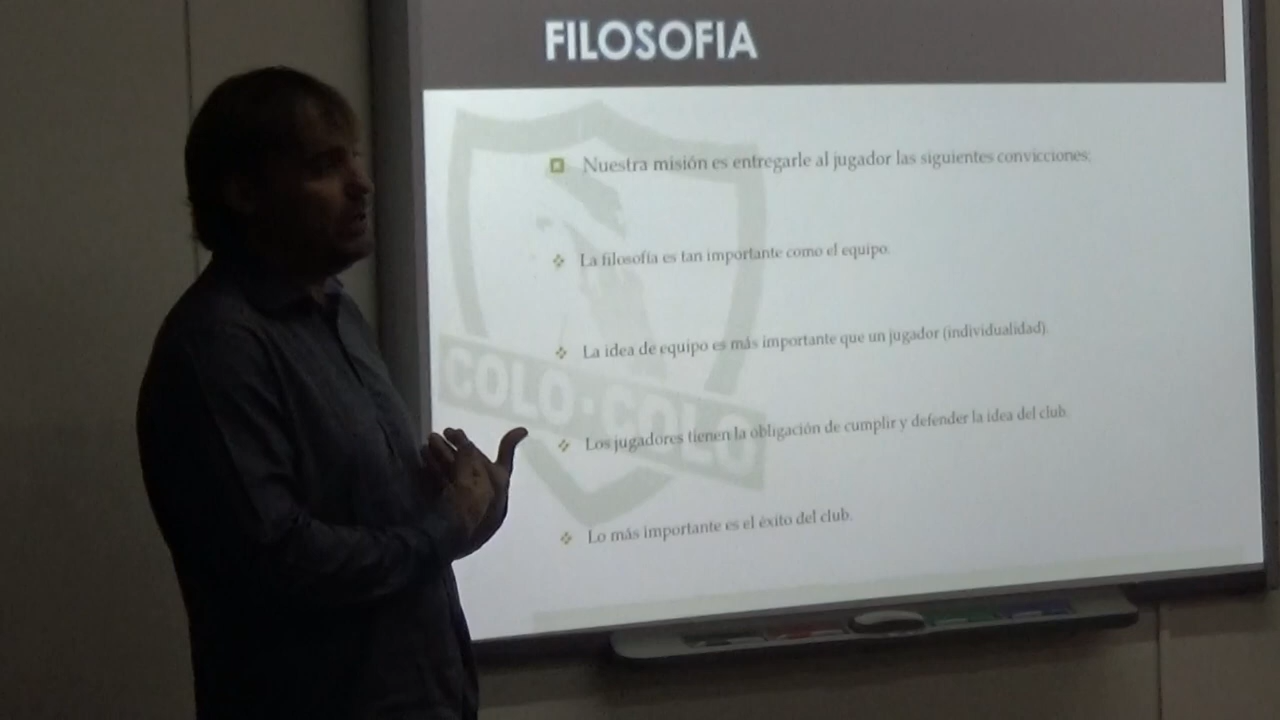 FILOSOFIA
Nuestra misión es entregarle al jugador las siguientes convicciones:
La filosofía es tan importante como el equipo.
La idea de equipo es más importante que un jugador (individualidad).
COLO·COLO
Los jugadores tienen la obligación de cumplir y defender la idea del club.
Lo más importante es el éxito del club.